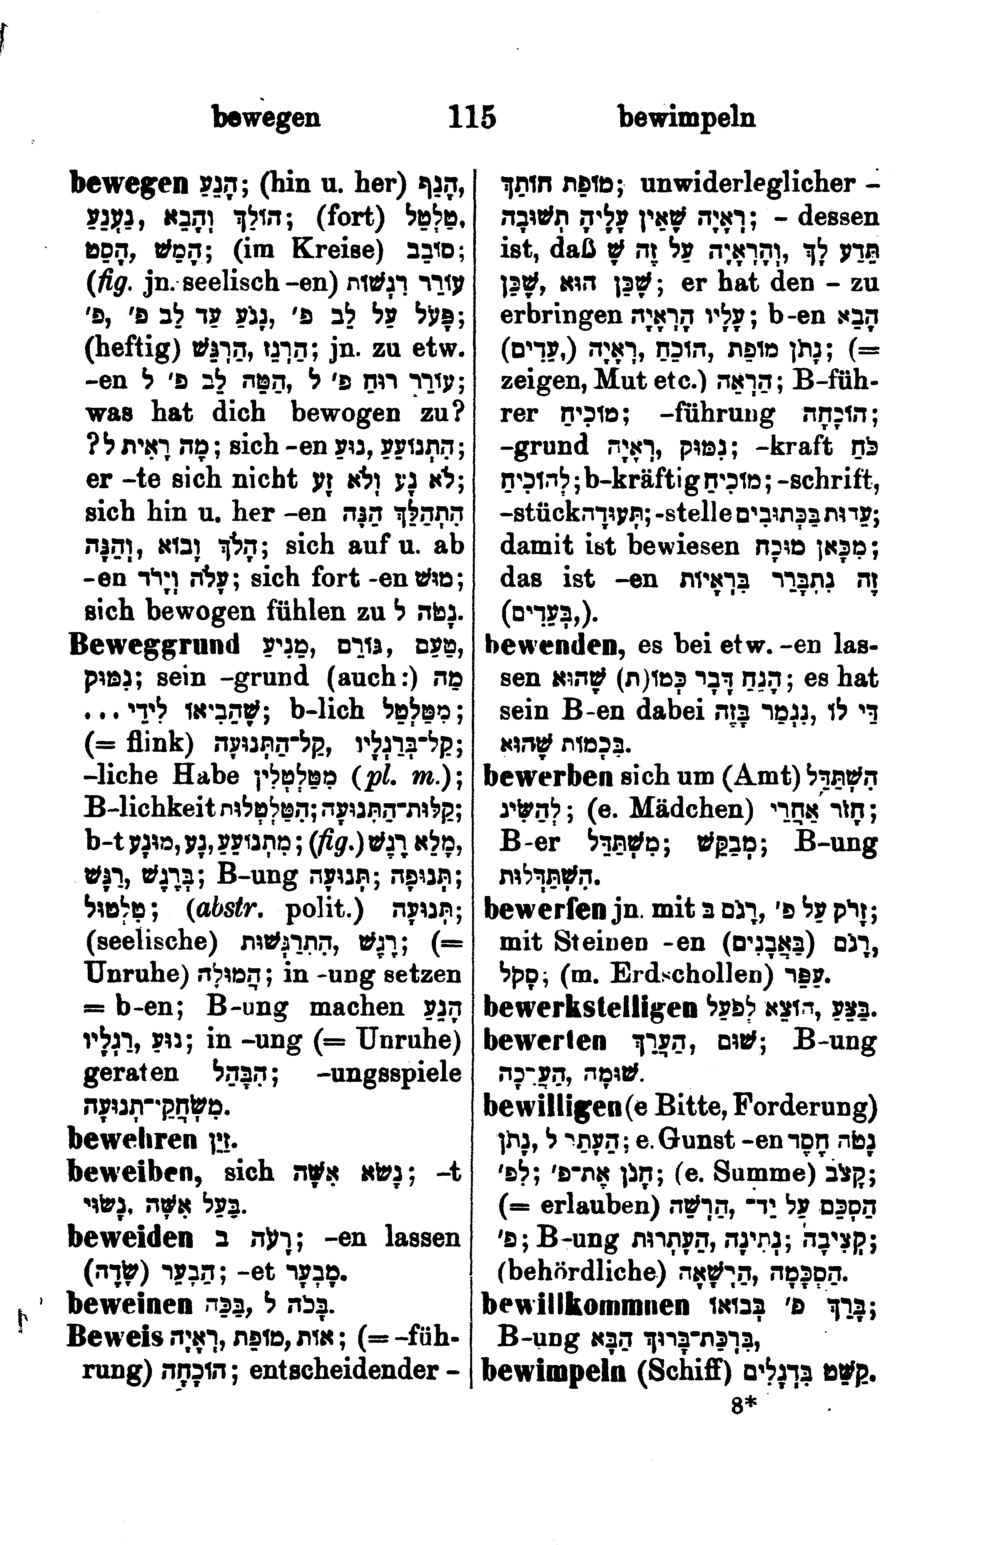 bewegen 115 bewimpeln
bewegen הָנֵעַ; (hin u. her) הָנֵף,
טַלְטֵל, (fort) הוֹלֵךְ וְהָבֵא, נַעֲנֵעַ
הָסֵט, הָמֵשׁ; (im Kreise) סוֹבֵב;
(fig. jn. seelisch –en) עוֹרֵר רִגְשׁוֹת
פ', נָגֹעַ עַד לֵב פ', פָּעֹל עַל לֵב פ';
(heftig) הַרְגֵּשׁ, הַרְגֵּז; jn. zu etw.
–en עוֹרֵר רוּחַ פ' ל, הַטֵּה לֵב פ' ל;
was hat dich bewogen zu?
מָה רָאִיתָ ל?; sich –en נוּעַ, הִתְנוֹעֵעַ;
er –te sich nicht לֹא נָע וְלֹא זָע;
sich hin u. her –en הִתְהַלֵּךְ הֵנָּה
וָהֵנָּה, הָלֹךְ וָבוֹא; sich auf u. ab
–en עָלֹה וְיָרֹד; sich fort –en מוּשׁ;
sich bewogen fühlen zu נָטֹה ל.
Beweggrund טַעַם, גּוֹרֵם, מֵנִיעַ,
נִמּוּק; sein –grund (auch:) מַה
שֶּׁהֲבִיאוֹ לִידֵי...; b-lich מִטַּלְטֵל;
(= flink) קַל־בְּרַגְלָיו, קַל־הַתְּנוּעָה;
–liche Habe מִטַּלְטְלִין (pl. m.);
B-lichkeit קַלּוּת־הַתְּנוּעָה; הִטַּלְטְלוּת;
b-t מִתְנוֹעֵעַ, נָע, מוּנָע; (fig.) מָלֵא רֶגֶשׁ,
בְּרֶגֶשׁ, רַגָּשׁ; B-ung תְּנוּעָה; תְּנוּפָה;
טִלְטוּל; (abstr. polit.) תְּנוּעָה;
(seelische) רֶגֶשׁ, הִתְרַגְּשׁוּת; (=
Unruhe) הֲמוּלָה; in –ung setzen
= b-en; B-ung machen הָנֵעַ
רַגְלָיו, נוּעַ; in –ung (= Unruhe)
geraten הִבָּהֵל; –ungsspiele
מִשְׂחֲקֵי־תְנוּעָה.
bewehren זַיֵּן.
beweiben, sich נָשֹׂא אִשָּׁה; –t
בַּעַל אִשָּׁה, נָשׂוּי.
beweiden רָעֹה ב; –en lassen
הַבְעֵר (שָׂדֶה); –et מָבְעָר.
beweinen בָּכֹה ל, בַּכֵּה.
Beweis אוֹת, מוֹפֵת, רְאָיָה; (= –füh-
rung) הוֹכָחָה; entscheidender –
מוֹפֵת חוֹתֵךְ; unwiderleglicher –
רְאָיָה שֶׁאֵין עָלֶיהָ תְּשׁוּבָה; – dessen
ist, daß תֵּדַע לְךָ, וְהָרְאָיָה עַל זֶה שֶׁ
שֶׁכֵּן, שֶׁכֵּן הוּא; er hat den – zu
erbringen עָלָיו הָרְאָיָה; b-en הָבֵא
(עֵדִים,) רְאָיָה, הוֹכֵחַ, נָתֹן מוֹפֵת; (=
zeigen, Mut etc.) הַרְאֵה; B-füh-
rer מוֹכִיחַ; –führung הוֹכָחָה;
–grund נִמּוּק, רְאָיָה; –kraft כֹּחַ
לְהוֹכִיחַ; b-kräftig מוֹכִיחַ; –schrift,
–stück תְּעוּדָה; –stelle עֵדוּת בַּכְּתוּבִים;
damit ist bewiesen מִכָּאן מוּכָח;
das ist –en זֶה נִתְבָּרֵר בִּרְאָיוֹת
(בְּעֵדִים,).
bewenden, es bei etw. –en las-
sen הַנֵּחַ דָּבָר כְּמוֹ(ת) שֶׁהוּא; es hat
sein B-en dabei דַּי לוֹ, נִגְמַר בָּזֶה
בִּכְמוֹת שֶׁהוּא.
bewerben sich um (Amt) הִשְׁתַּדֵּל
לְהַשִּׂיג; (e. Mädchen) חָזֹר אַחֲרֵי;
B-er מְבַקֵּשׁ; מִשְׁתַּדֵּל; B-ung
הִשְׁתַּדְּלוּת.
bewerfen jn. mit זָרֹק עַל פ', רָגֹם ב;
mit Steinen –en רָגֹם (בַּאֲבָנִים),
סָקֹל; (m. Erdschollen) עַפֵּר.
bewerkstelligen בַּצֵּעַ, הוֹצֵא לְפֹעַל.
bewerten שׁוּם, הַעֲרֵךְ; B-ung
שׁוּמָה, הַעֲרָכָה.
bewilligen (e Bitte, Forderung)
נָתֹן, הֵעָתֵר ל; e. Gunst –en נָטֹה חֶסֶד
לְפ'; חָנֹן אֶת־פ'; (e. Summe) קָצֹב;
(= erlauben) הַרְשֵׁה, הַסְכֵּם עַל יַד־
פ'; B-ung קְצִיבָה; נְתִינָה, הֵעָתְרוּת;
(behördliche) הַסְכָּמָה, הַרְשָׁאָה.
bewillkommnen בָּרֵךְ פ' בְּבוֹאוֹ;
B-ung בִּרְכַּת־בָּרוּךְ הַבָּא,
bewimpeln (Schiff) קַשֵּׁט בִּדְגָלִים.
8*